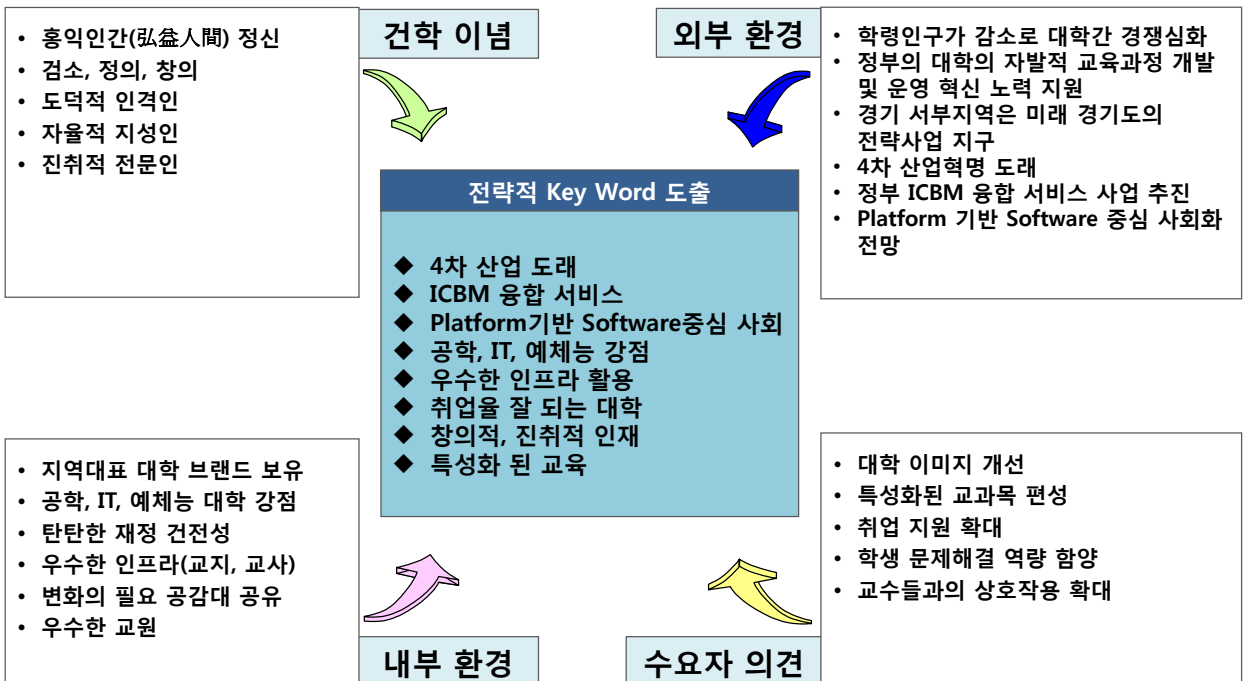 건학 이념
• 홍익인간(弘益人間) 정신
• 검소, 정의, 창의
• 도덕적 인격인
• 자율적 지성인
• 진취적 전문인
외부 환경
• 학령인구가 감소로 대학간 경쟁심화
• 정부의 대학의 자발적 교육과정 개발
및 운영 혁신 노력 지원
• 경기 서부지역은 미래 경기도의
전략사업 지구
• 4차 산업혁명 도래
• 정부 ICBM 융합 서비스 사업 추진
• Platform 기반 Software 중심 사회화
전망
전략적 Key Word 도출
◆ 4차 산업 도래
◆ ICBM 융합 서비스
◆ Platform기반 Software중심 사회
◆ 공학, IT, 예체능 강점
◆ 우수한 인프라 활용
◆ 취업율 잘 되는 대학
◆ 창의적, 진취적 인재
◆ 특성화 된 교육
• 지역대표 대학 브랜드 보유
• 공학, IT, 예체능 대학 강점
• 탄탄한 재정 건전성
• 우수한 인프라(교지, 교사)
• 변화의 필요 공감대 공유
• 우수한 교원
내부 환경
• 대학 이미지 개선
• 특성화된 교과목 편성
• 취업 지원 확대
• 학생 문제해결 역량 함양
• 교수들과의 상호작용 확대
수요자 의견